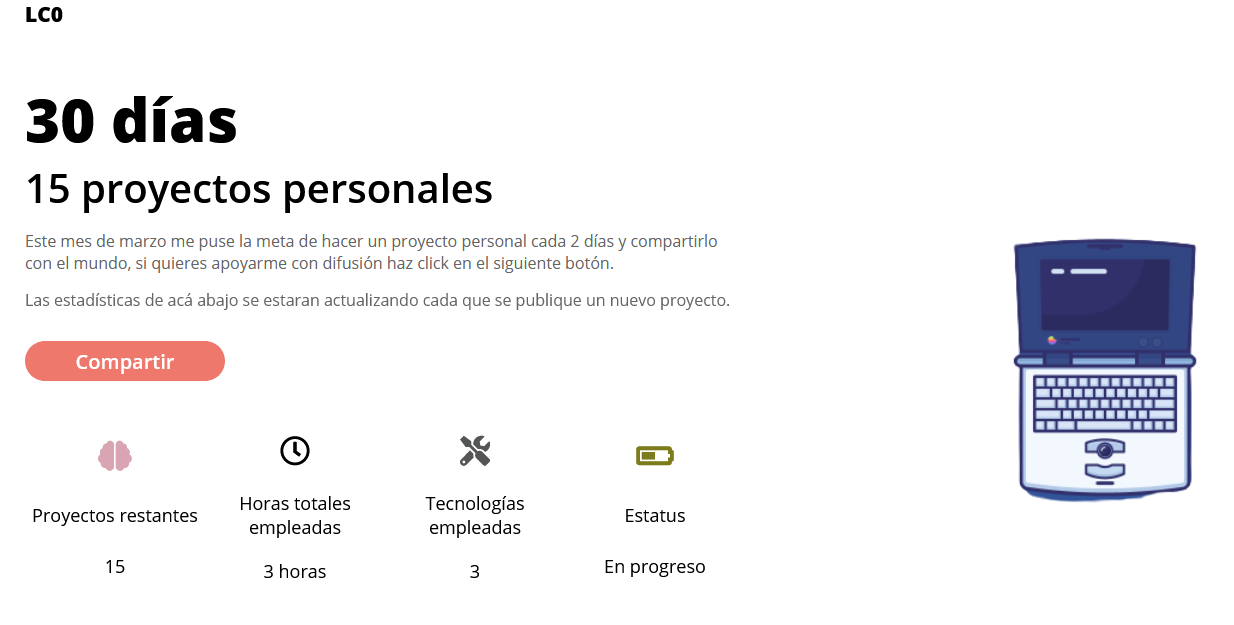 LC0
30 días
15 proyectos personales
Este mes de marzo me puse la meta de hacer un proyecto personal cada 2 días y compartirlo
con el mundo, si quieres apoyarme con difusión haz click en el siguiente botón.
Las estadísticas de acá abajo se estaran actualizando cada que se publique un nuevo proyecto.
Compartir
Proyectos restantes
15
Horas totales
empleadas
3 horas
Tecnologías
empleadas
3
Estatus
En progreso